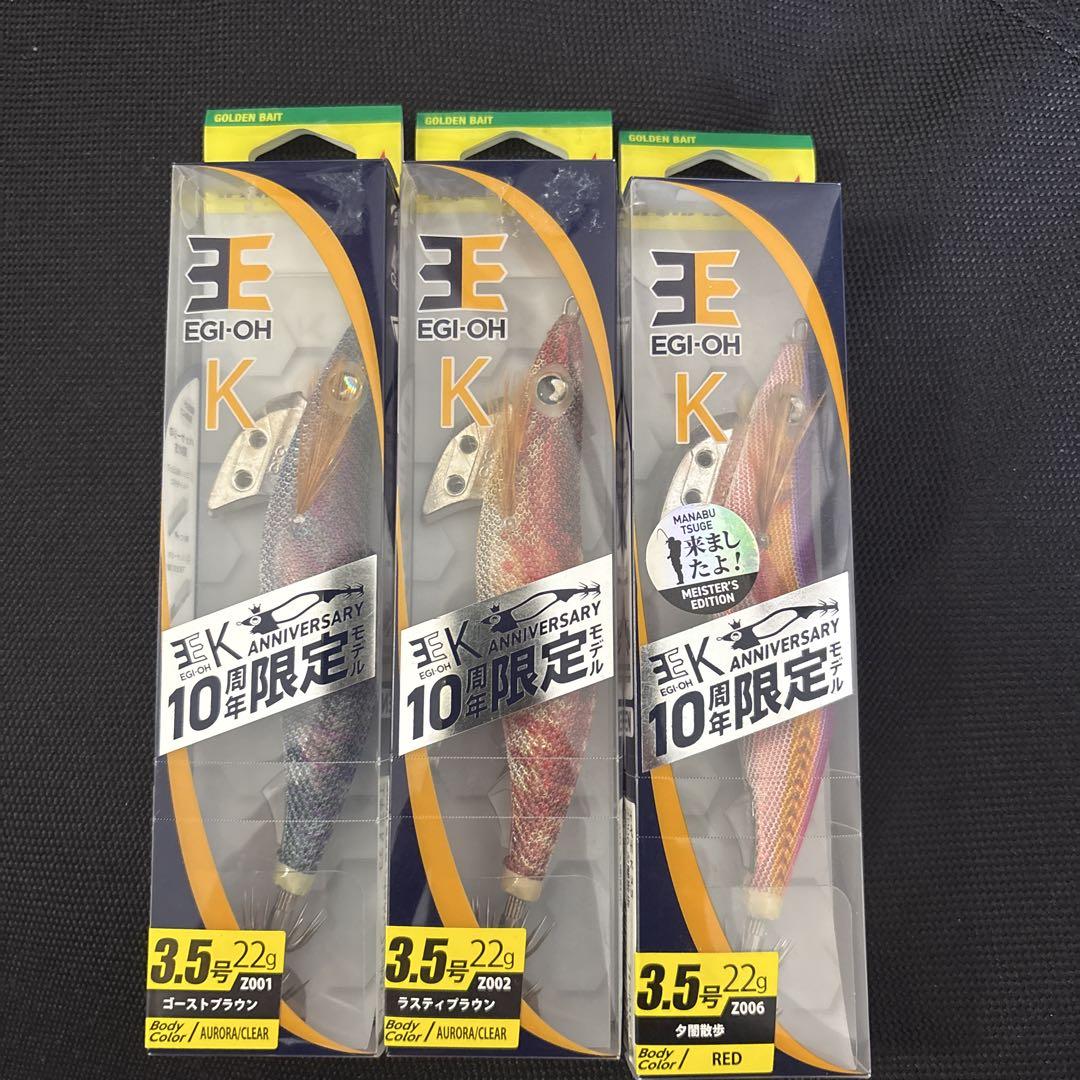 GOLDEN BAIT
EGI-OH
K
EGI-OH K ANNIVERSARY
10周年限定モデル
3.5号 22g
Z001
ゴーストブラウン
Body Color / AURORA/CLEAR
GOLDEN BAIT
EGI-OH
K
EGI-OH K ANNIVERSARY
10周年限定モデル
3.5号 22g
Z002
ラスティブラウン
Body Color / AURORA/CLEAR
GOLDEN BAIT
EGI-OH
K
MANABU
TSUGE
来まし
たよ!
MEISTER'S
EDITION
EGI-OH K ANNIVERSARY
10周年限定モデル
3.5号 22g
Z006
夕闇散歩
Body Color / RED